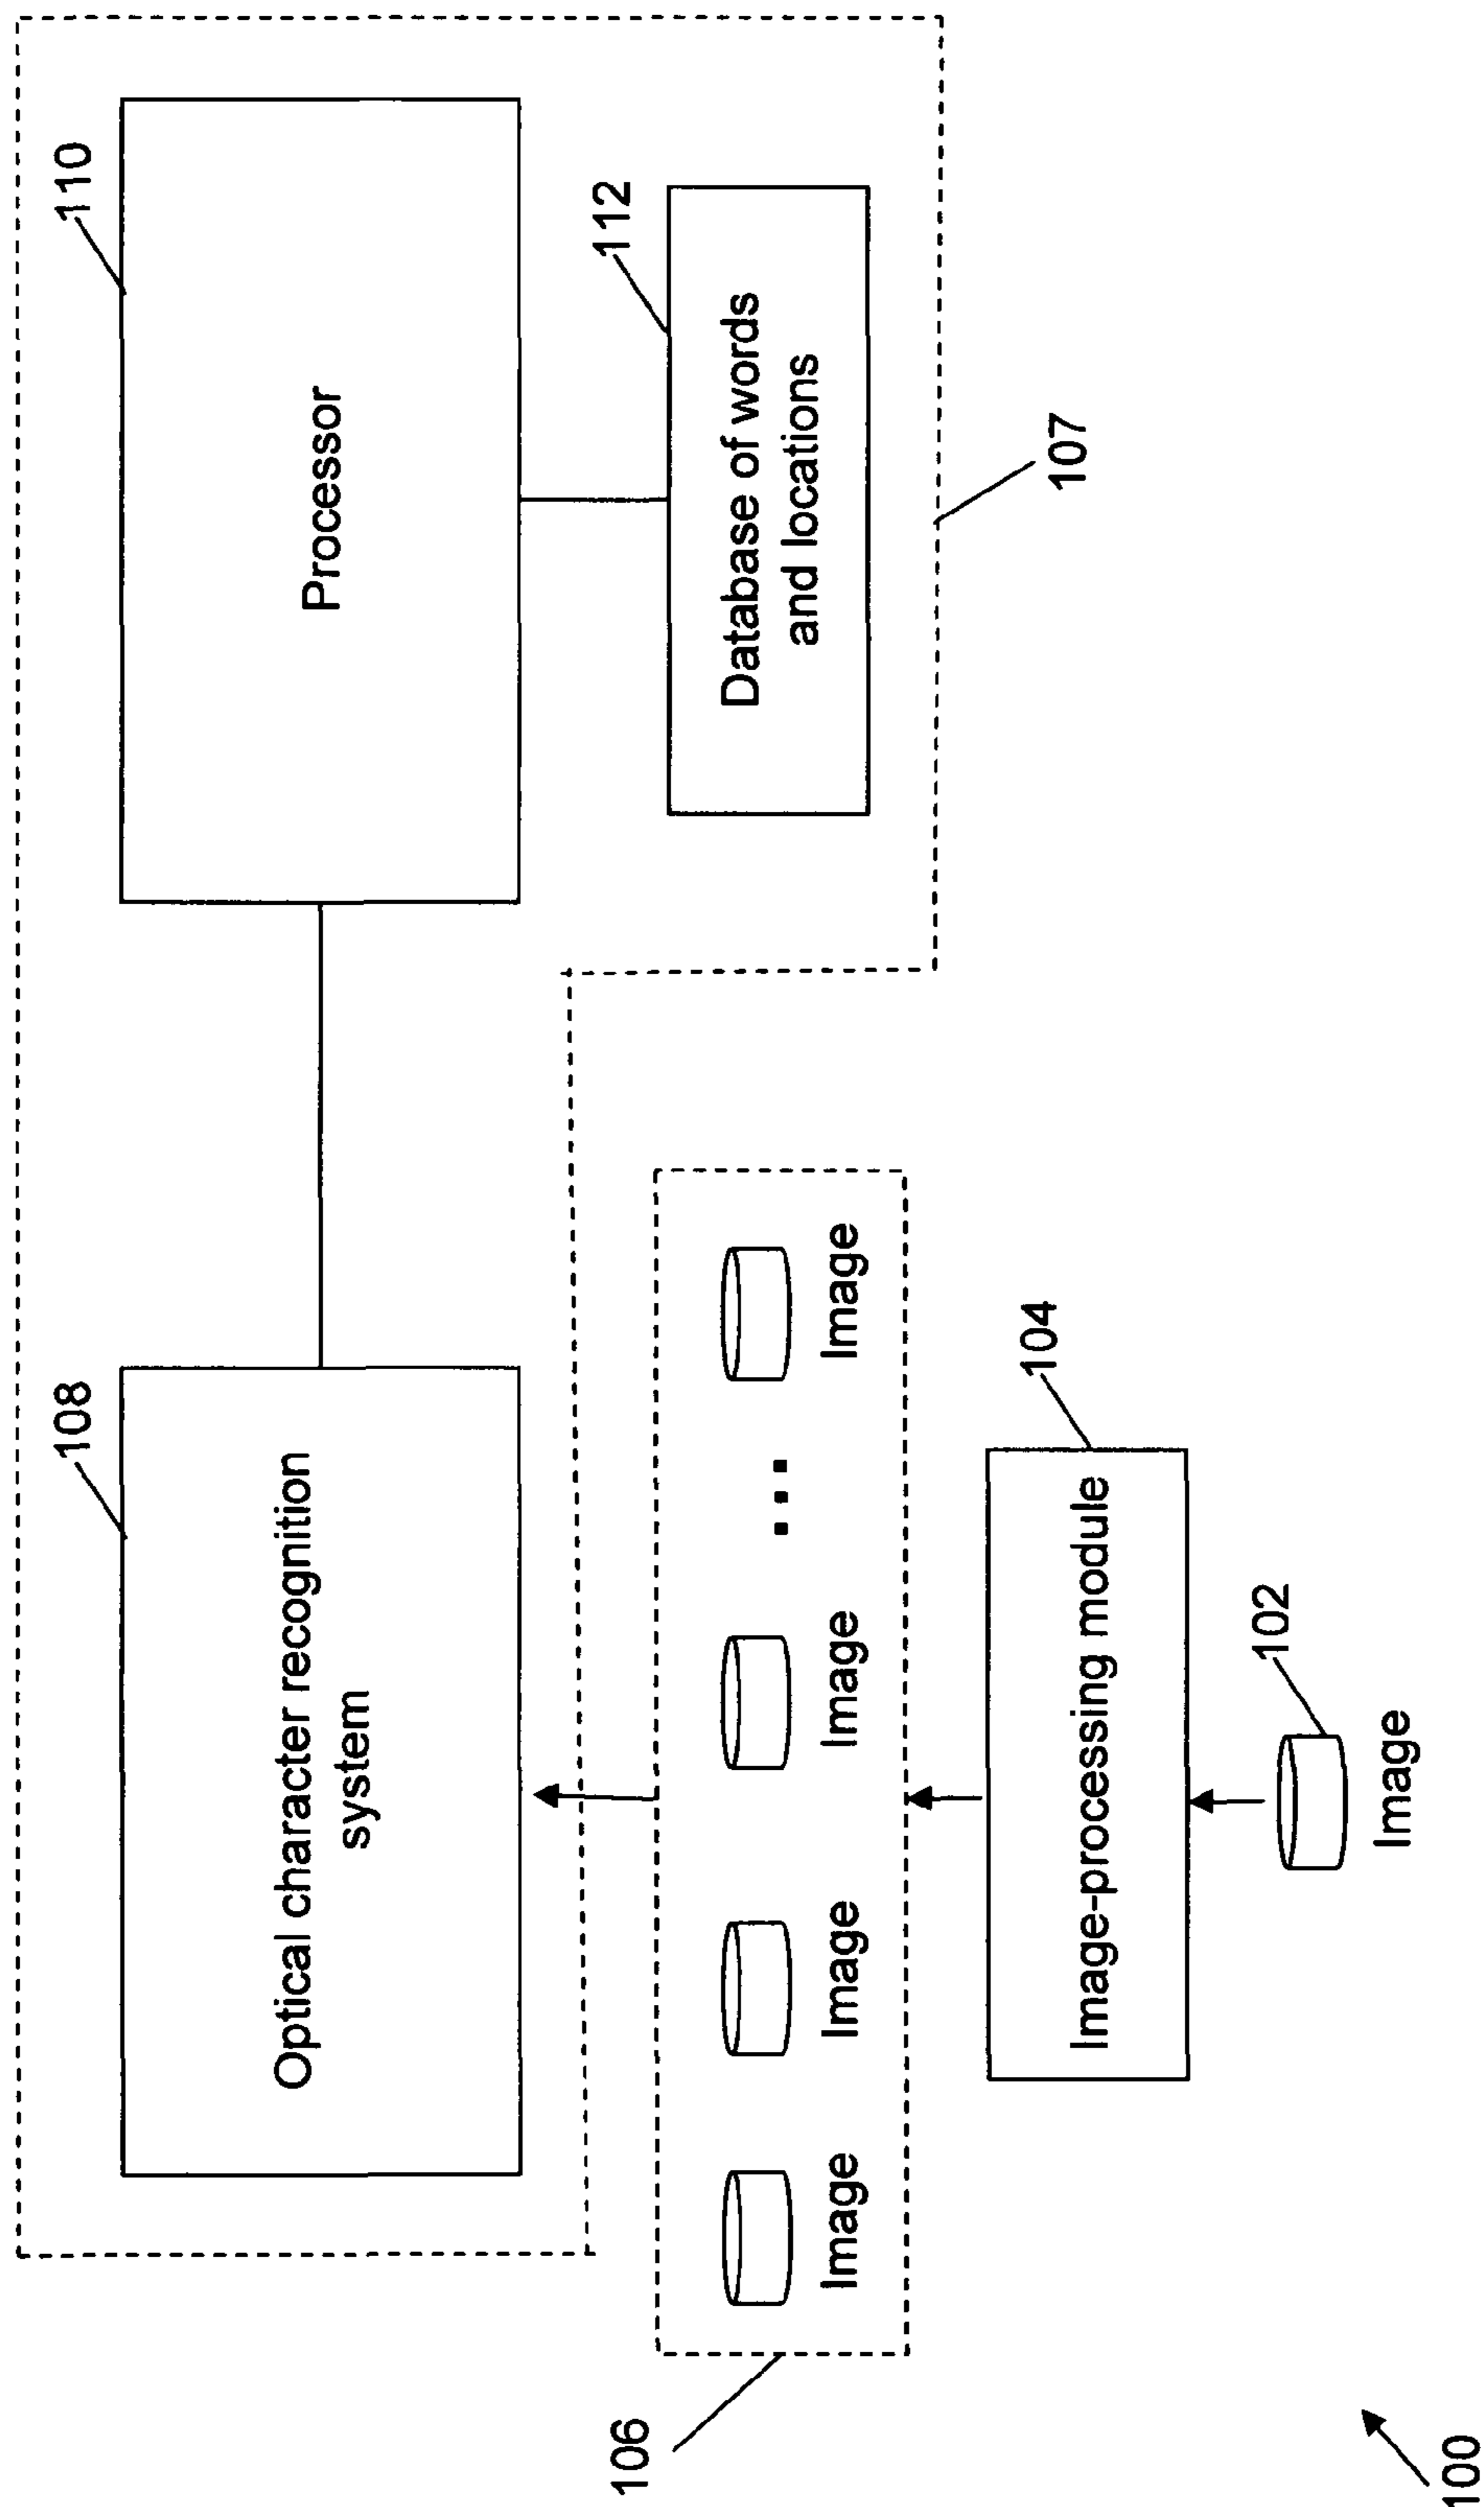 108
110
Optical character recognition
system
Processor
112
Database of words
and locations
106
Image
Image
Image
...
Image
107
104
Image-processing module
102
Image
100